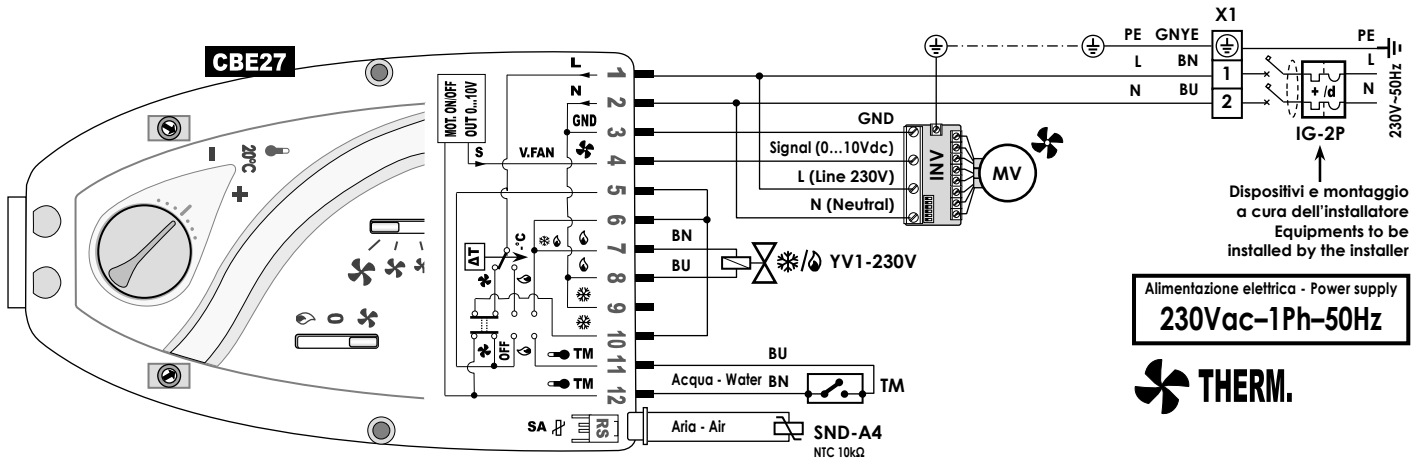 CBE27
X1
PE GNYE
PE
L BN
1
L
N BU
2
N
+ /d
IG-2P
230V~50Hz
Dispositivi e montaggio
a cura dell'installatore
Equipments to be
installed by the installer
Alimentazione elettrica - Power supply
230Vac–1Ph–50Hz
THERM.
20°C
MOT. ON/OFF
OUT 0...10V
S
V.FAN
L
1
N
2
GND
3
4
5
6
7
8
9
10
TM 11
TM 12
ΔT
-°C
OFF
0
SA
RS
GND
Signal (0...10Vdc)
L (Line 230V)
N (Neutral)
INV
MV
BN
BU
/ YV1-230V
BU
Acqua - Water BN
TM
Aria - Air
SND-A4
NTC 10kΩ